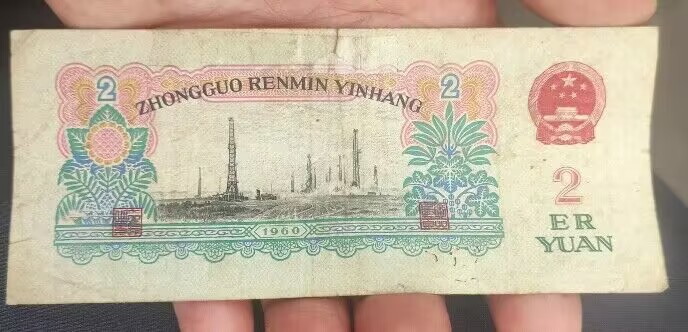 2
2
ZHONGGUO RENMIN YINHANG
1960
2
ER
YUAN